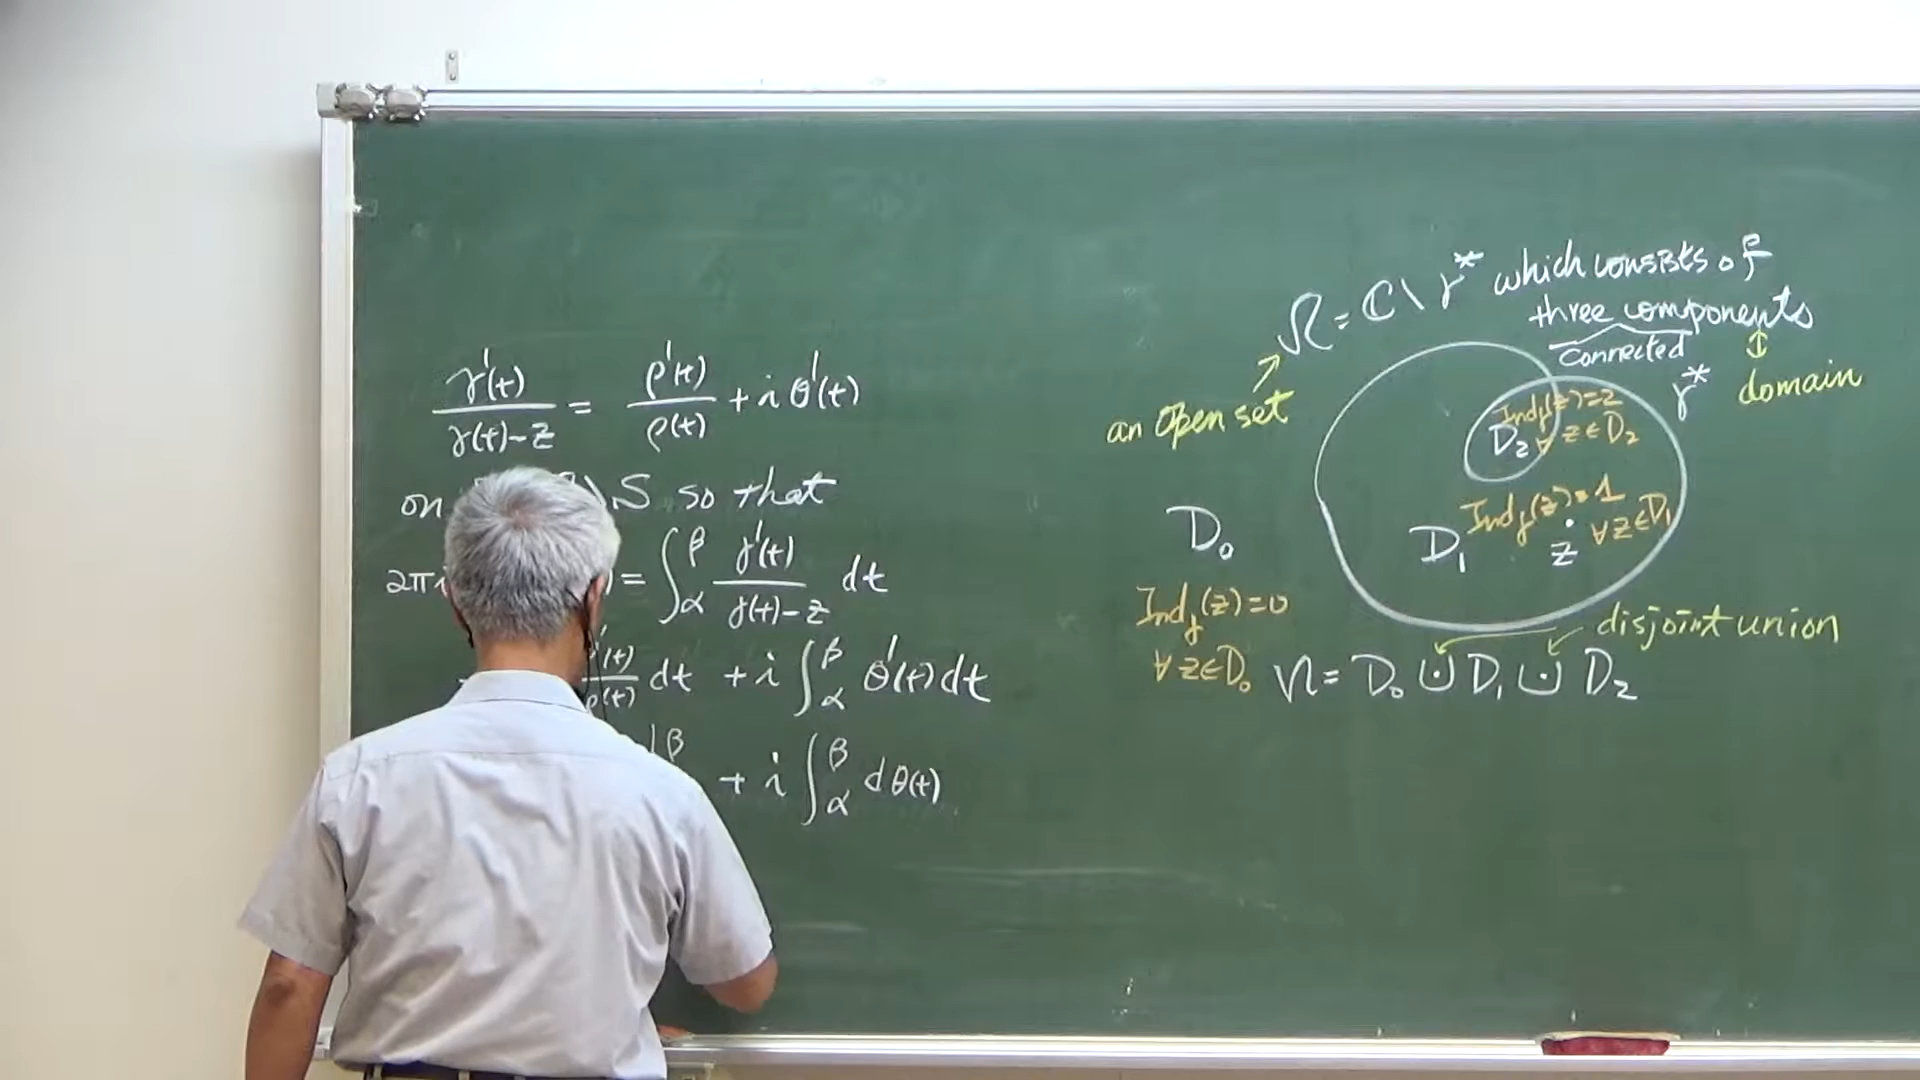 γ'(t) / γ(t)-z = ρ'(t) / ρ(t) + i θ'(t)
on \ S so that
2πi = ∫_α^β γ'(t) / γ(t)-z dt
'(t) / ρ(t) dt + i ∫_α^β θ'(t) dt
|^β + i ∫_α^β dθ(t)
Ω = ℂ \ γ* which consists of
three components
connected
↕
domain
an open set
γ*
Ind_γ(z)=2
D₂ ∀ z ∈ D₂
Ind_γ(z)=1
∀ z ∈ D₁
D₁
z
D₀
Ind_γ(z)=0
∀ z ∈ D₀
disjoint union
Ω = D₀ ⊍ D₁ ⊍ D₂